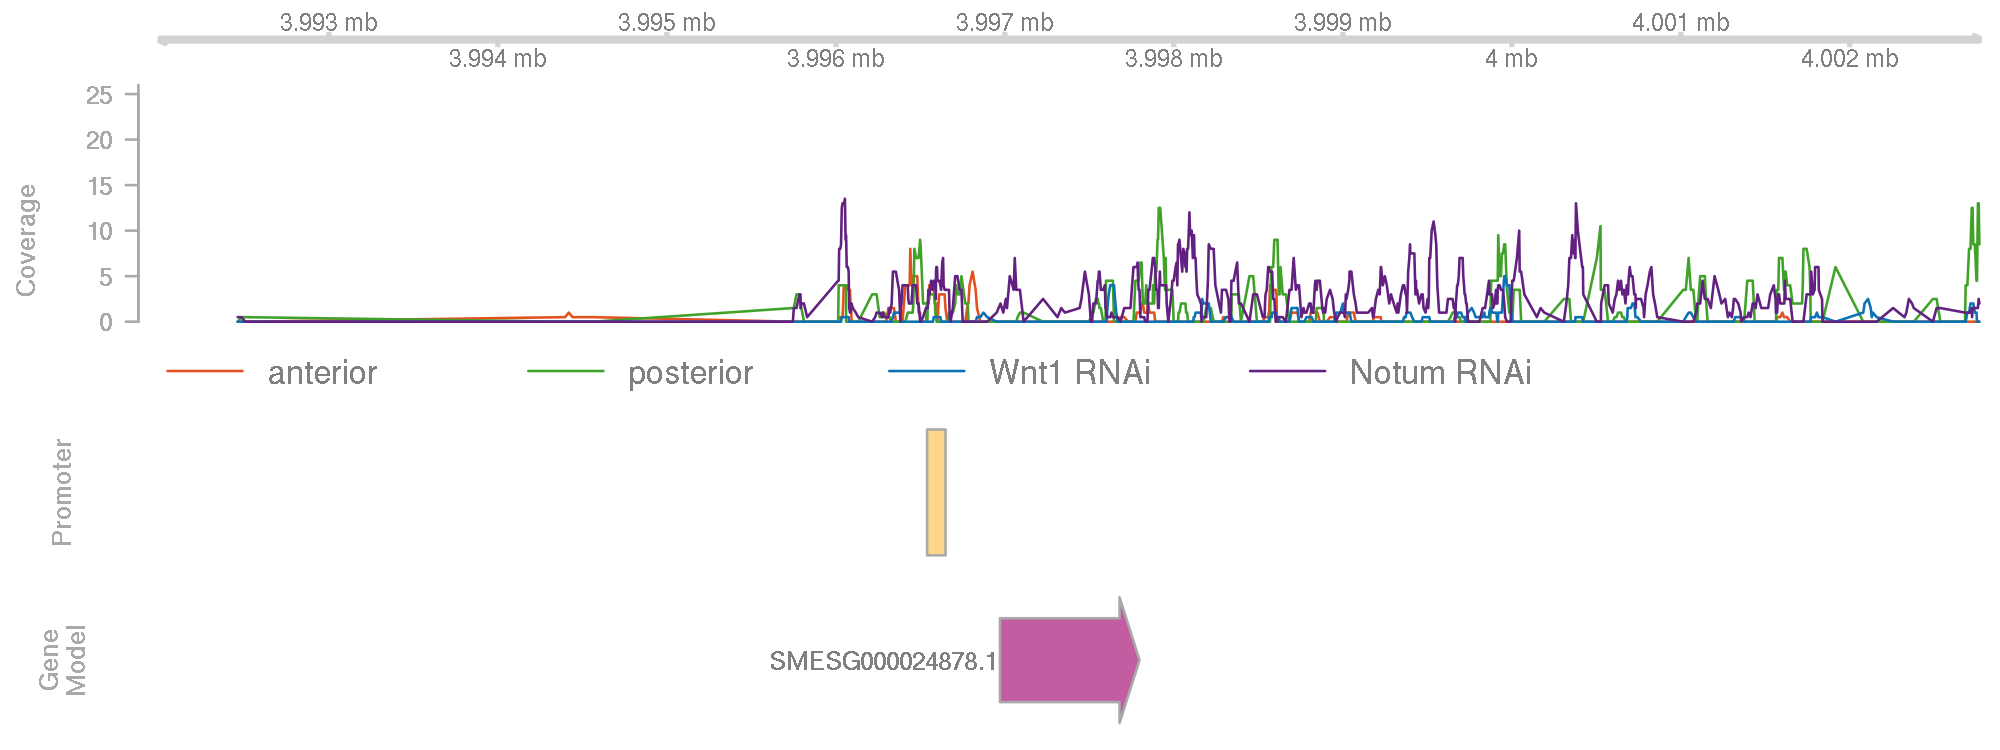 3.993 mb 3.995 mb 3.997 mb 3.999 mb 4.001 mb
3.994 mb 3.996 mb 3.998 mb 4 mb 4.002 mb
25
20
15
10
5
0
Coverage
anterior posterior Wnt1 RNAi Notum RNAi
Promoter
Gene
Model
SMESG000024878.1